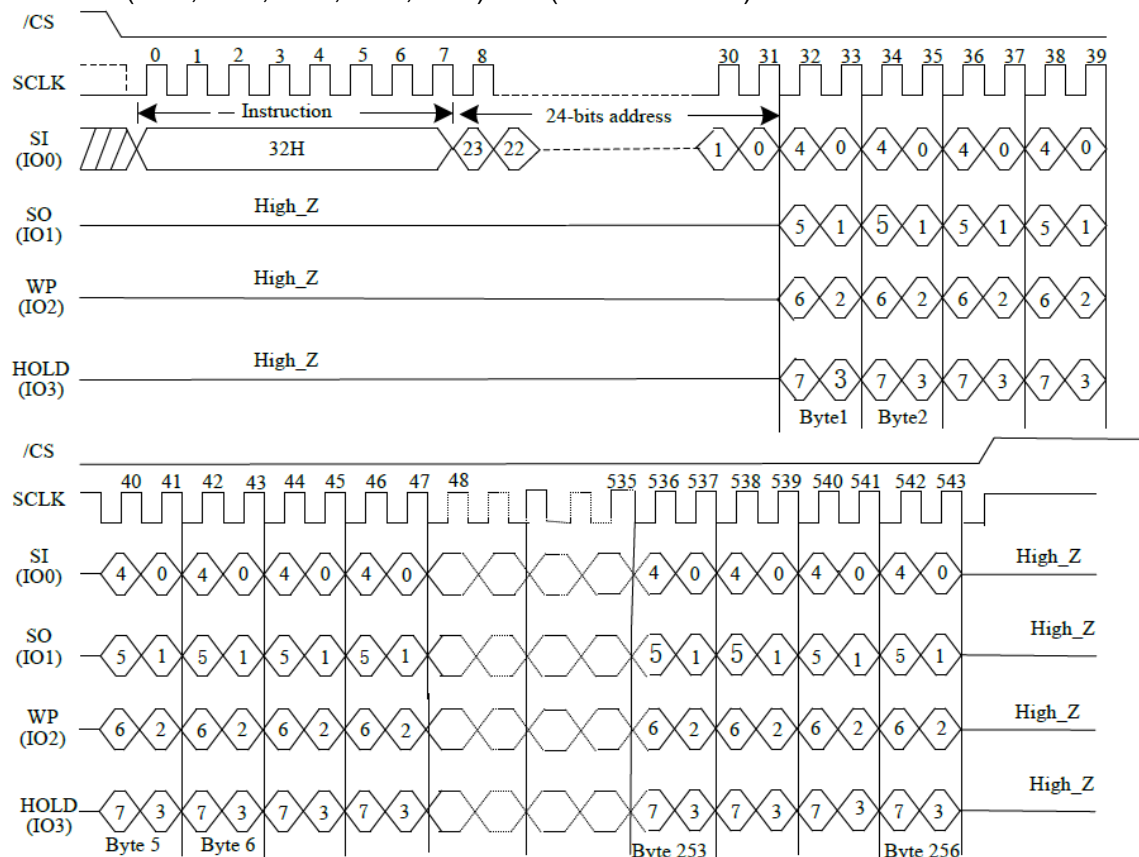 /CS
0 1 2 3 4 5 6 7 8 30 31 32 33 34 35 36 37 38 39
SCLK
Instruction 24-bits address
SI
(IO0)
32H 23 22 1 0 4 0 4 0 4 0 4 0
SO
(IO1)
High_Z 5 1 5 1 5 1 5 1
WP
(IO2)
High_Z 6 2 6 2 6 2 6 2
HOLD
(IO3)
High_Z 7 3 7 3 7 3 7 3
Byte1 Byte2
/CS
40 41 42 43 44 45 46 47 48 535 536 537 538 539 540 541 542 543
SCLK
SI
(IO0)
4 0 4 0 4 0 4 0 4 0 4 0 4 0 4 0 High_Z
SO
(IO1)
5 1 5 1 5 1 5 1 5 1 5 1 5 1 5 1 High_Z
WP
(IO2)
6 2 6 2 6 2 6 2 6 2 6 2 6 2 6 2 High_Z
HOLD
(IO3)
7 3 7 3 7 3 7 3 7 3 7 3 7 3 7 3 High_Z
Byte 5 Byte 6 Byte 253 Byte 256